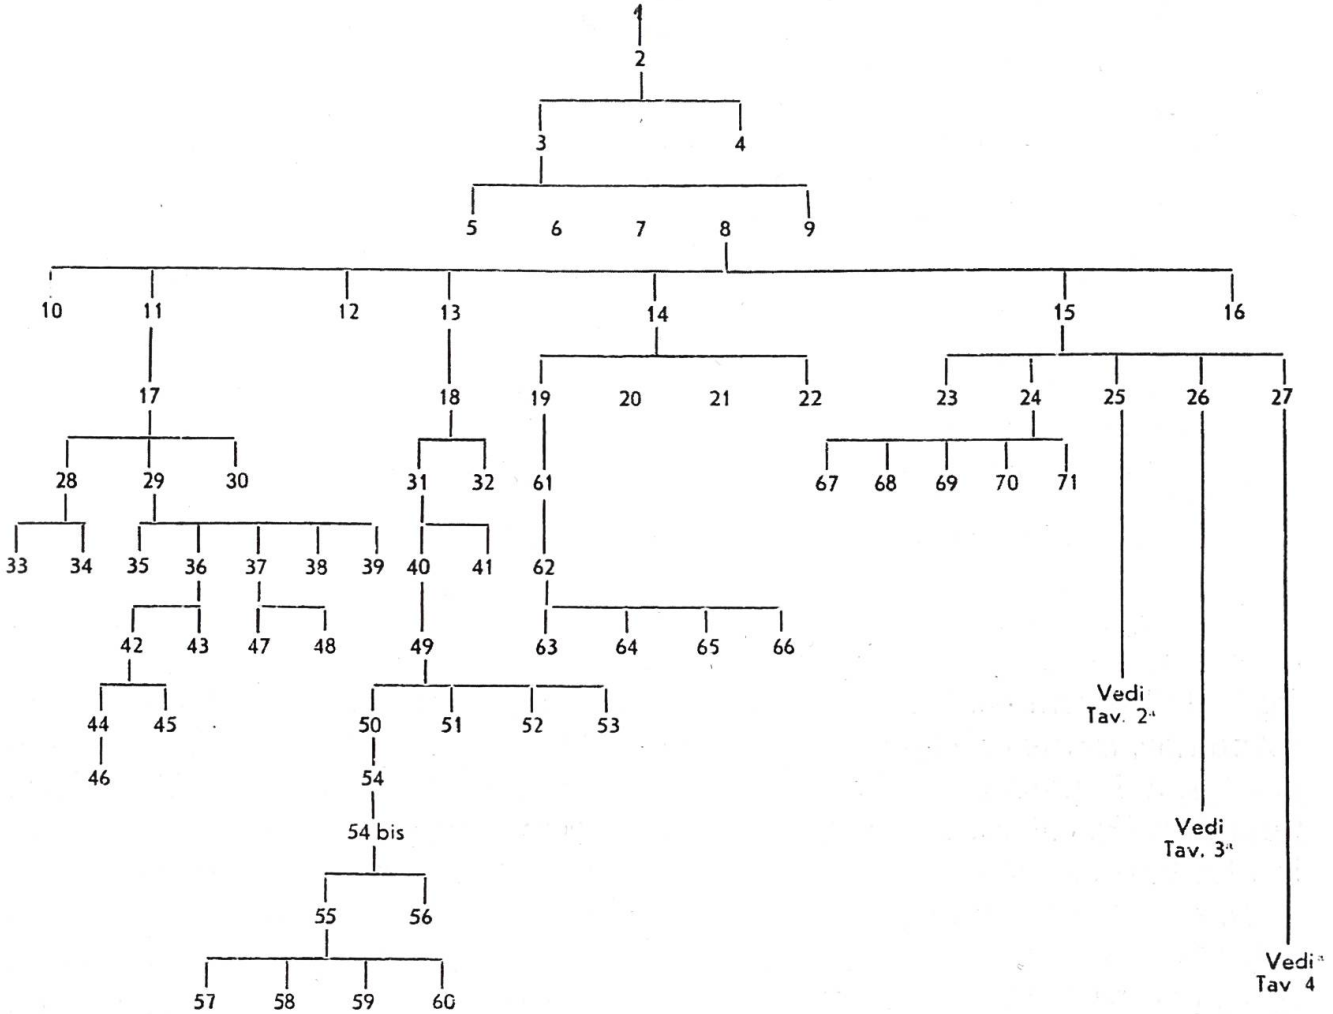 1
2
3 4
5 6 7 8 9
10 11 12 13 14 15 16
17 18 19 20 21 22 23 24 25 26 27
28 29 30 31 32 61 67 68 69 70 71
33 34 35 36 37 38 39 40 41 62
42 43 47 48 49 63 64 65 66
44 45 50 51 52 53
46 54
54 bis
55 56
57 58 59 60
Vedi
Tav. 2ª
Vedi
Tav. 3ª
Vediª
Tav 4